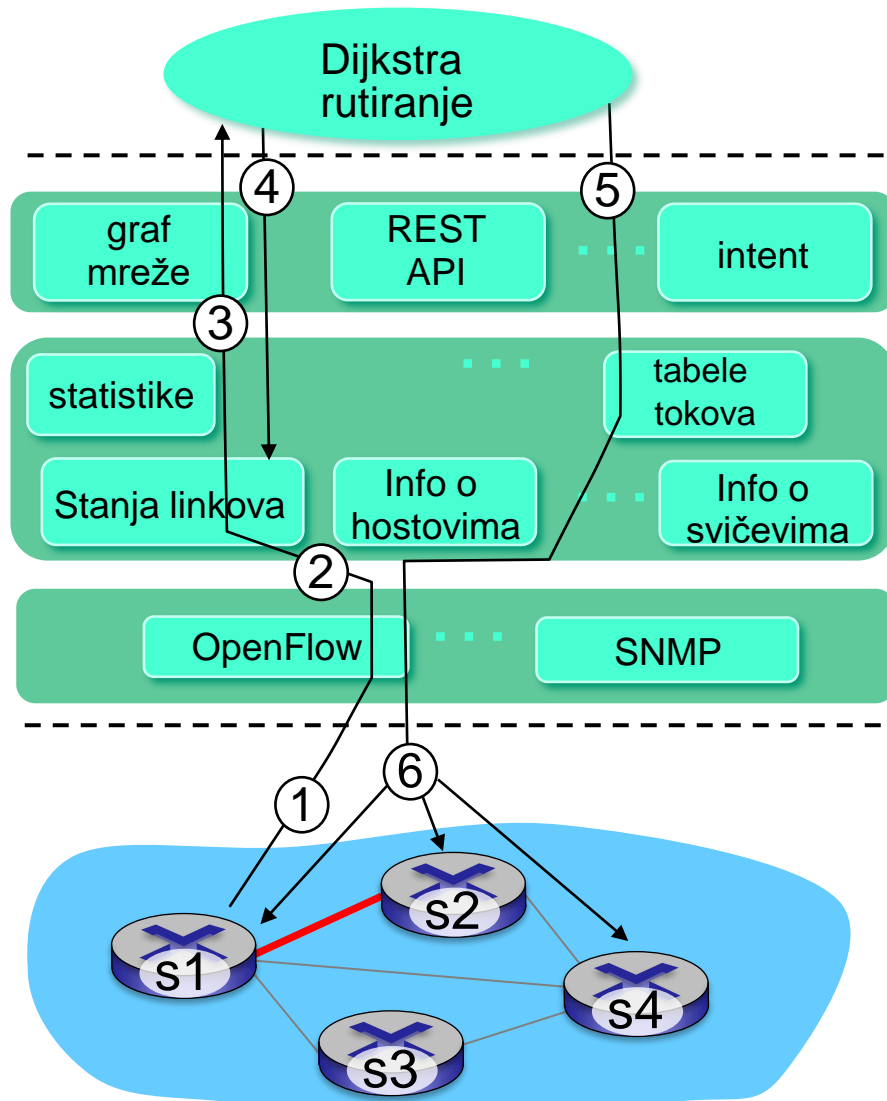 Dijkstra
rutiranje
4
5
graf
mreže
REST
API
intent
3
statistike
tabele
tokova
Stanja linkova
Info o
hostovima
Info o
svičevima
2
OpenFlow
SNMP
1
6
s2
s1
s4
s3